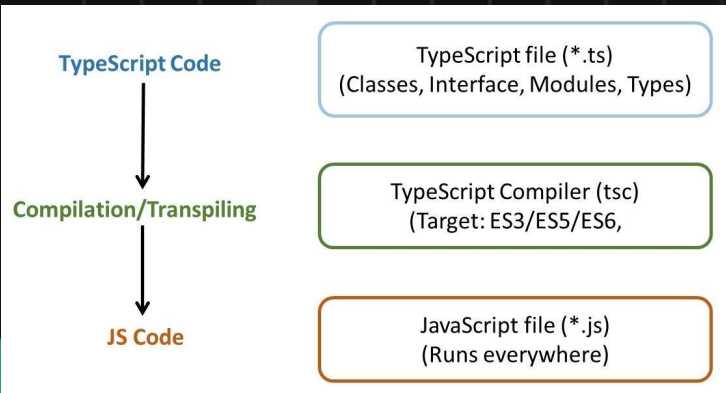 TypeScript Code
TypeScript file (*.ts)
(Classes, Interface, Modules, Types)
Compilation/Transpiling
TypeScript Compiler (tsc)
(Target: ES3/ES5/ES6,
JS Code
JavaScript file (*.js)
(Runs everywhere)